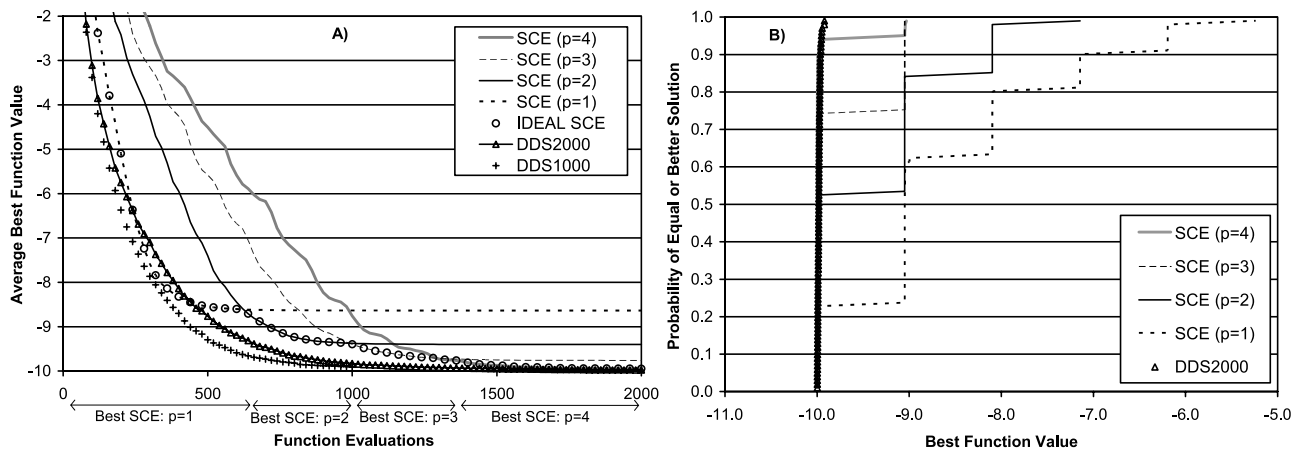 A)
Average Best Function Value
-2
-3
-4
-5
-6
-7
-8
-9
-10
SCE (p=4)
SCE (p=3)
SCE (p=2)
SCE (p=1)
IDEAL SCE
DDS2000
DDS1000
0 500 1000 1500 2000
Best SCE: p=1 Best SCE: p=2 Best SCE: p=3 Best SCE: p=4
Function Evaluations
B)
Probability of Equal or Better Solution
1.0
0.9
0.8
0.7
0.6
0.5
0.4
0.3
0.2
0.1
0.0
SCE (p=4)
SCE (p=3)
SCE (p=2)
SCE (p=1)
DDS2000
-11.0 -10.0 -9.0 -8.0 -7.0 -6.0 -5.0
Best Function Value